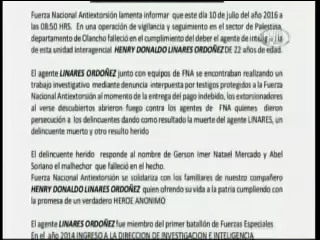 Fuerza Nacional Antiextorsión lamenta informar que este día 10 de julio del año 2016 a
las 08:50 HRS. En una operación de vigilancia y seguimiento en el sector de Palestina,
departamento de Olancho falleció en el cumplimiento del deber el agente de
de esta unidad interagencial HENRY DONALDO LINARES ORDOÑEZ DE 22 años de edad.
El agente LINARES ORDOÑEZ junto con equipos de FNA se encontraban realizando un
trabajo investigativo mediante denuncia interpuesta por testigos protegidos a la Fuerza
Nacional Antiextorsión al momento de la entrega del pago indebido, los extorsionadores
al verse descubiertos abrieron fuego contra los agentes de FNA quienes dieron
persecución a los delincuentes dando como resultado la muerte del agente LINARES, un
delincuente muerto y otro resulto herido
El delincuente herido responde al nombre de Gerson Imer Natael Mercado y Abel
Soriano el malhechor que falleció en el hecho.
Fuerza Nacional Antiextorsión se solidariza con los familiares de nuestro compañero
HENRY DONALDO LINARES ORDOÑEZ quien ofrendo su vida a la patria cumpliendo con
la promesa de un verdadero HEROE ANONIMO
El agente LINARES ORDOÑEZ fue miembro del primer batallón de Fuerzas Especiales
En el año 2014 INGRESO A LA DIRECCION DE INVESTIGACION E INTELIGENCIA